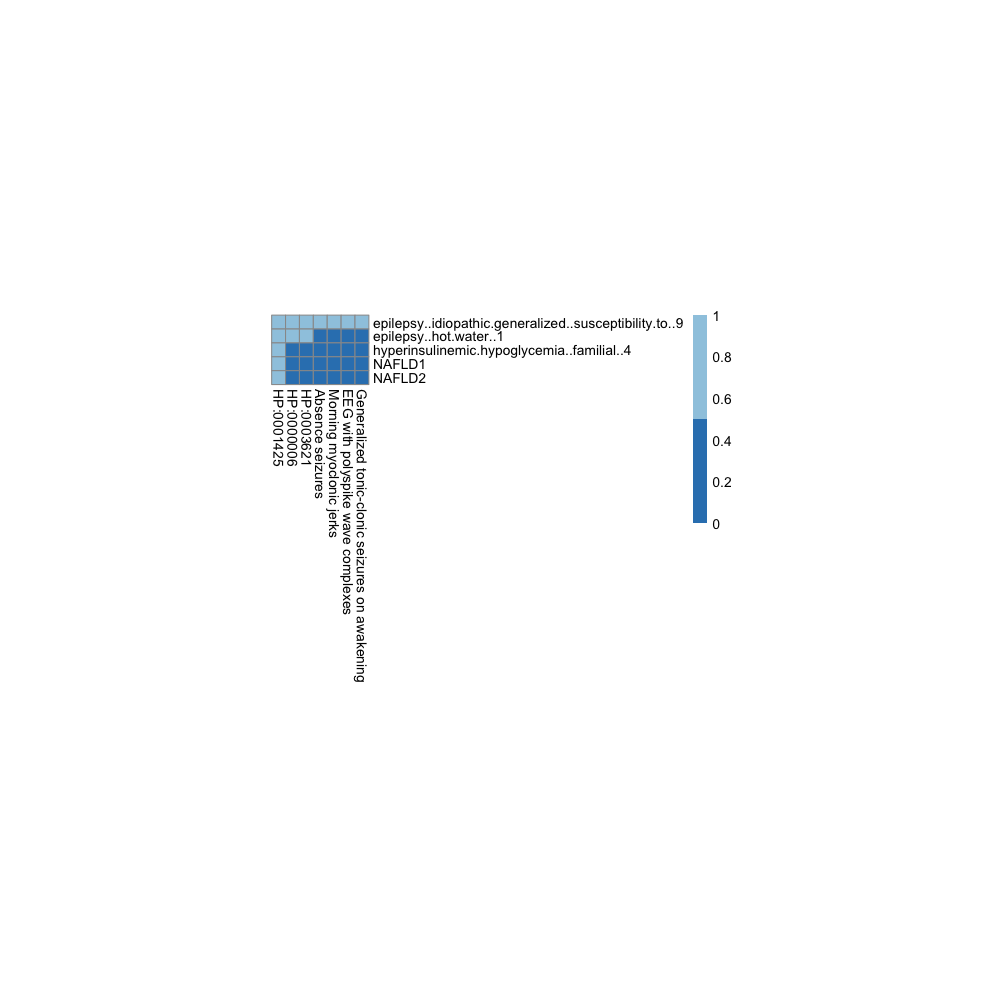 epilepsy..idiopathic.generalized..susceptibility.to..9
epilepsy..hot.water..1
hyperinsulinemic.hypoglycemia..familial..4
NAFLD1
NAFLD2
HP:0001425
HP:0000006
HP:0003621
Absence seizures
Morning myoclonic jerks
EEG with polyspike wave complexes
Generalized tonic-clonic seizures on awakening
1
0.8
0.6
0.4
0.2
0